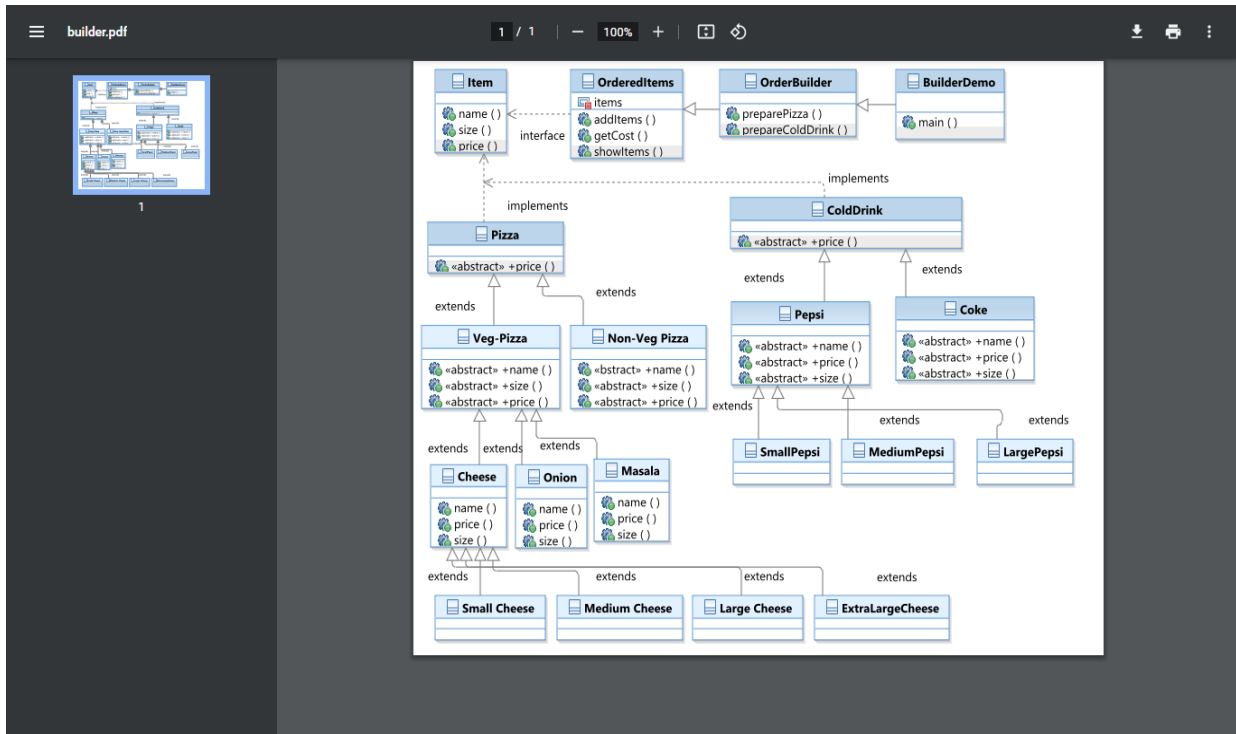 builder.pdf
1 / 1
100%
1
Item
name ( )
size ( )
price ( )
interface
OrderedItems
items
addItems ( )
getCost ( )
showItems ( )
OrderBuilder
preparePizza ( )
prepareColdDrink ( )
BuilderDemo
main ( )
implements
implements
Pizza
«abstract» +price ( )
ColdDrink
«abstract» +price ( )
extends
extends
extends
extends
Veg-Pizza
«abstract» +name ( )
«abstract» +size ( )
«abstract» +price ( )
Non-Veg Pizza
«bstract» +name ( )
«abstract» +size ( )
«abstract» +price ( )
Pepsi
«abstract» +name ( )
«abstract» +price ( )
«abstract» +size ( )
Coke
«abstract» +name ( )
«abstract» +price ( )
«abstract» +size ( )
extends
extends
extends
extends
extends
extends
Cheese
name ( )
price ( )
size ( )
Onion
name ( )
price ( )
size ( )
Masala
name ( )
price ( )
size ( )
SmallPepsi
MediumPepsi
LargePepsi
extends
extends
extends
extends
Small Cheese
Medium Cheese
Large Cheese
ExtraLargeCheese